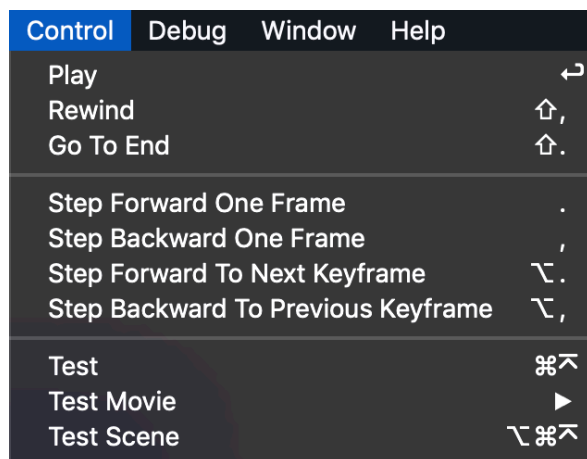 Control Debug Window Help
Play ↩
Rewind ⇧,
Go To End ⇧.
Step Forward One Frame .
Step Backward One Frame ,
Step Forward To Next Keyframe ⌥.
Step Backward To Previous Keyframe ⌥,
Test ⌘⌤
Test Movie ▶
Test Scene ⌥⌘⌤